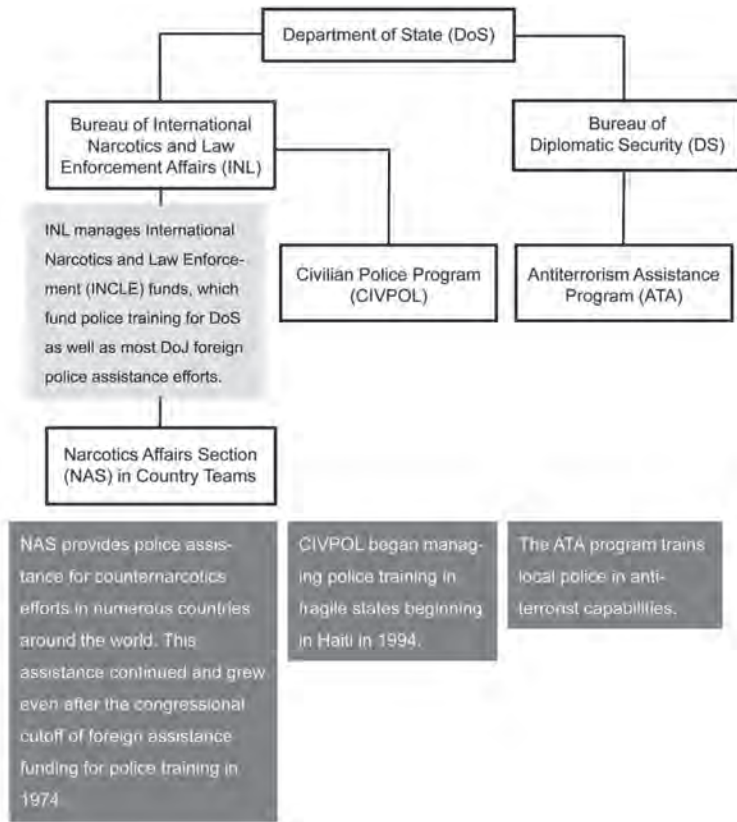 Department of State (DoS)
Bureau of International
Narcotics and Law
Enforcement Affairs (INL)
Bureau of
Diplomatic Security (DS)
INL manages International
Narcotics and Law Enforce-
ment (INCLE) funds, which
fund police training for DoS
as well as most DoJ foreign
police assistance efforts.
Civilian Police Program
(CIVPOL)
Antiterrorism Assistance
Program (ATA)
Narcotics Affairs Section
(NAS) in Country Teams
NAS provides police assis-
tance for counternarcotics
efforts in numerous countries
around the world. This
assistance continued and grew
even after the congressional
cutoff of foreign assistance
funding for police training in
1974.
CIVPOL began manag-
ing police training in
fragile states beginning
in Haiti in 1994.
The ATA program trains
local police in anti-
terrorist capabilities.